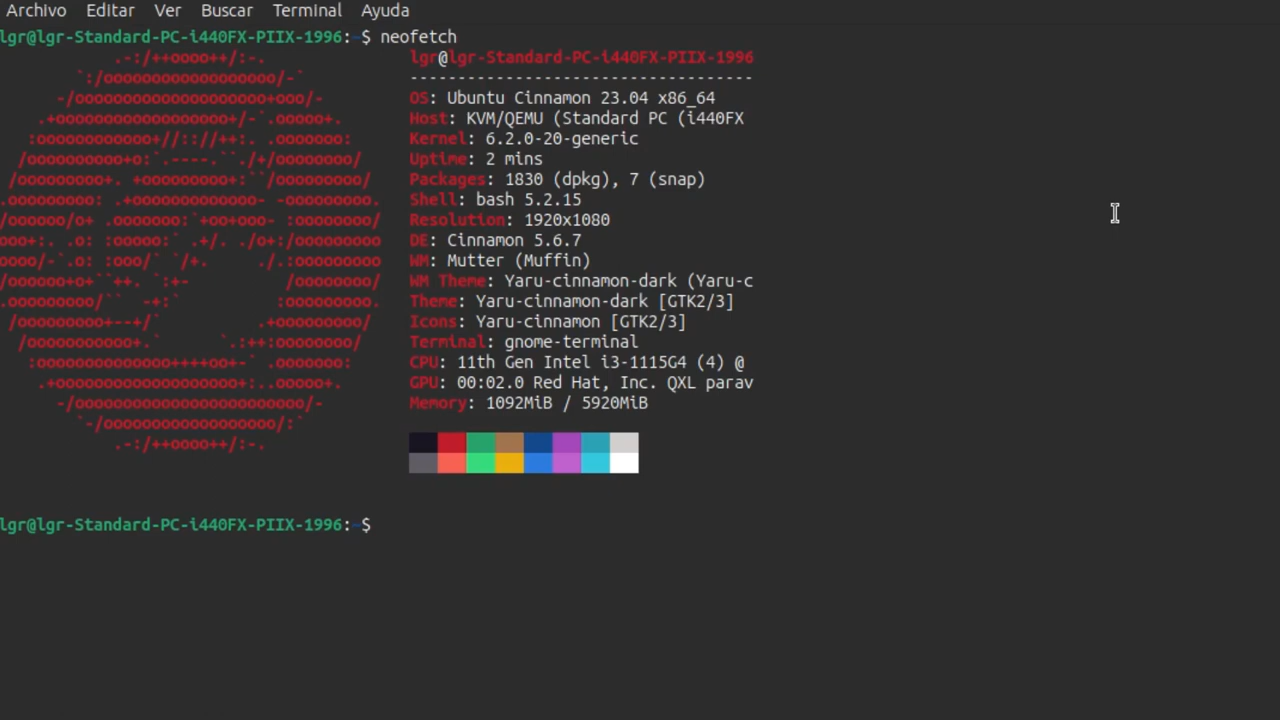 Archivo Editar Ver Buscar Terminal Ayuda
lgr@lgr-Standard-PC-i440FX-PIIX-1996:~$ neofetch
lgr@lgr-Standard-PC-i440FX-PIIX-1996
------------------------------------
OS: Ubuntu Cinnamon 23.04 x86_64
Host: KVM/QEMU (Standard PC (i440FX
Kernel: 6.2.0-20-generic
Uptime: 2 mins
Packages: 1830 (dpkg), 7 (snap)
Shell: bash 5.2.15
Resolution: 1920x1080
DE: Cinnamon 5.6.7
WM: Mutter (Muffin)
WM Theme: Yaru-cinnamon-dark (Yaru-c
Theme: Yaru-cinnamon-dark [GTK2/3]
Icons: Yaru-cinnamon [GTK2/3]
Terminal: gnome-terminal
CPU: 11th Gen Intel i3-1115G4 (4) @
GPU: 00:02.0 Red Hat, Inc. QXL parav
Memory: 1092MiB / 5920MiB
lgr@lgr-Standard-PC-i440FX-PIIX-1996:~$